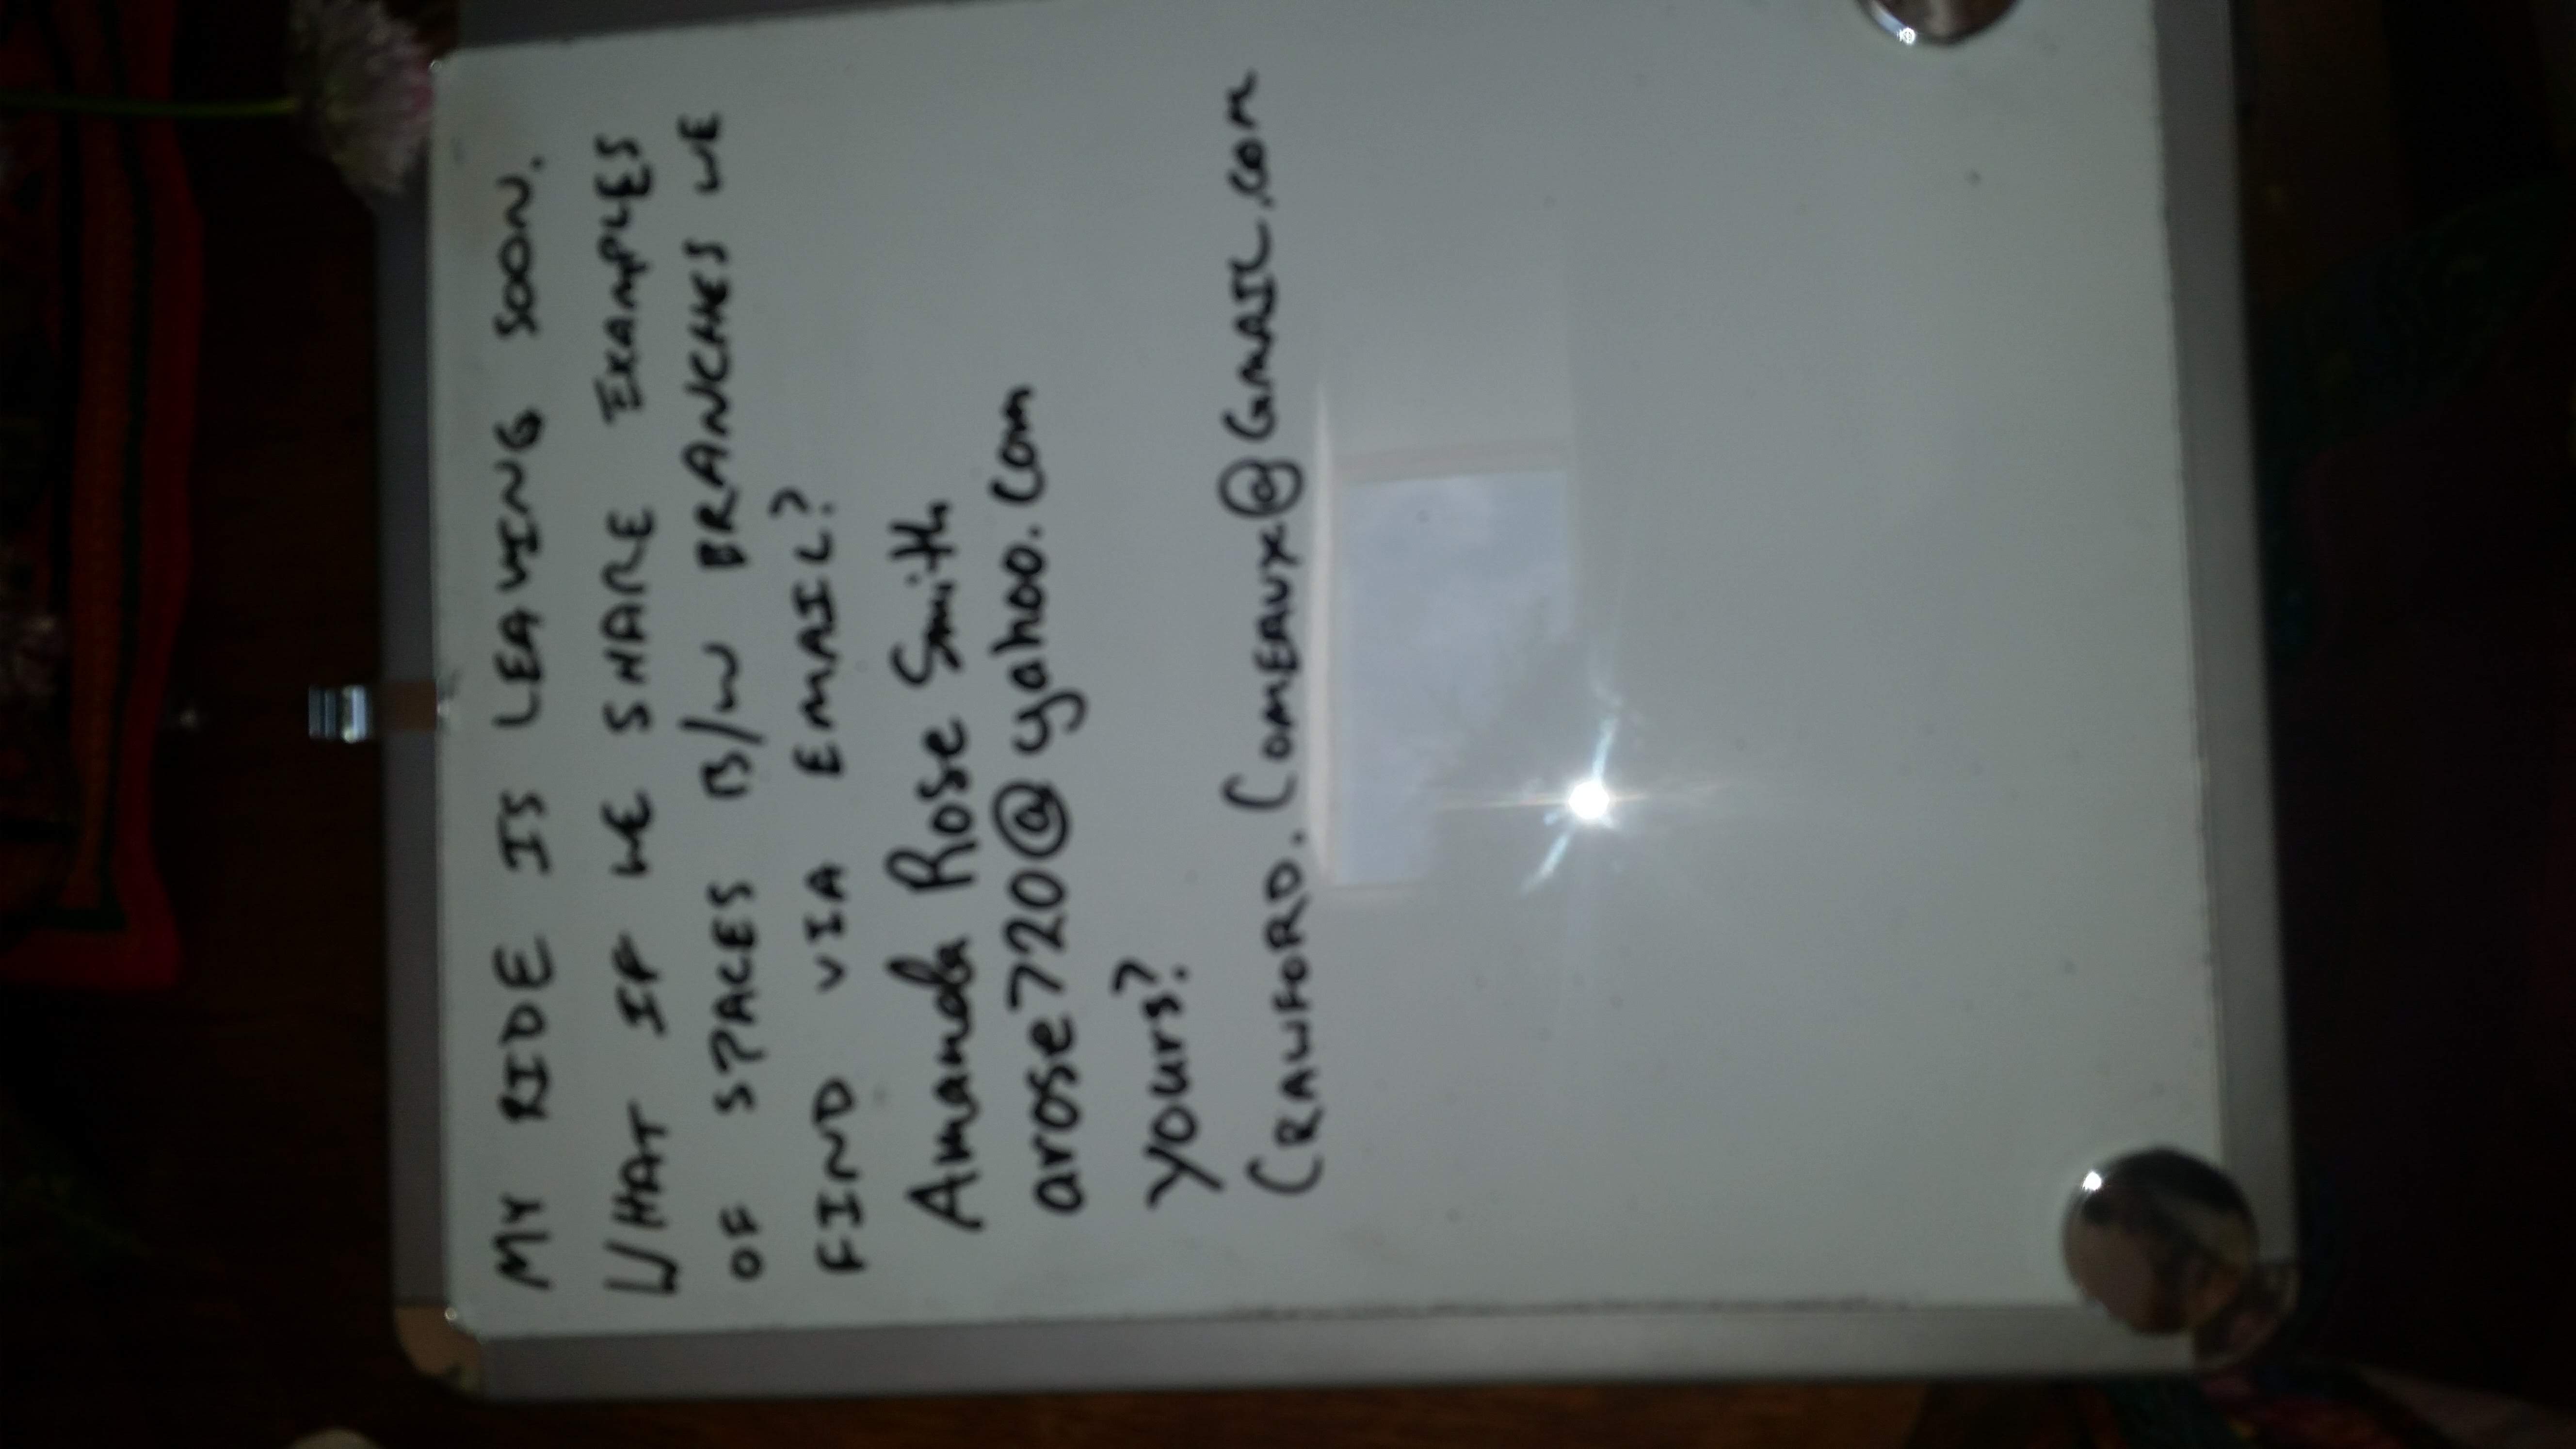 MY RIDE IS LEAVING SOON.
WHAT IF WE SHARE EXAMPLES
OF SPACES B/W BRANCHES WE
FIND VIA EMAIL?
Amanda Rose Smith
arose720@yahoo.com
yours?
CRAWFORD.COMEAUX@GMAIL.COM